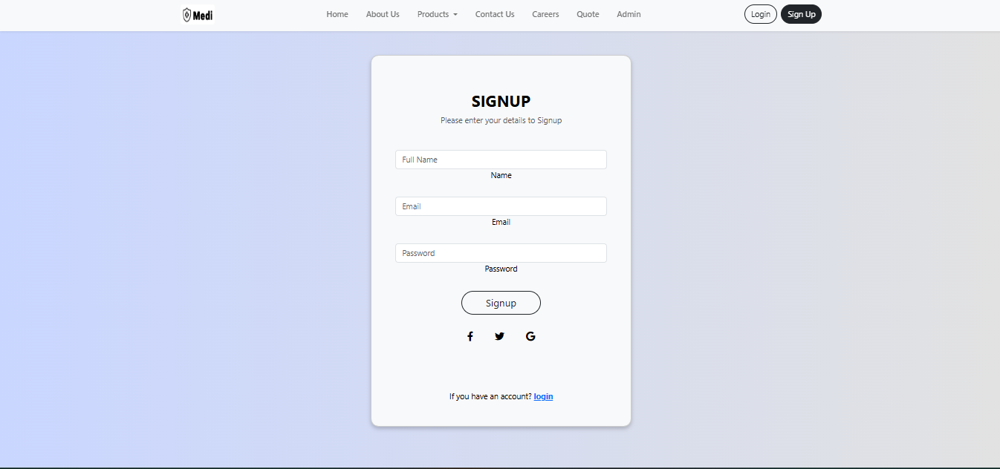 Medi Home About Us Products Contact Us Careers Quote Admin Login Sign Up
SIGNUP
Please enter your details to Signup
Full Name
Name
Email
Email
Password
Password
Signup
If you have an account? login